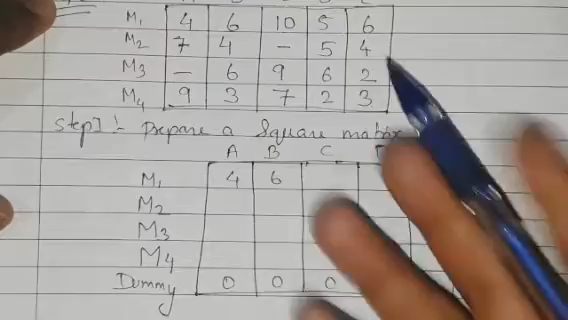 M1 4 6 10 5 6
M2 7 4 - 5 4
M3 - 6 9 6 2
M4 9 3 7 2 3
Step1:- Prepare a Square matrix
A B C
M1 4 6
M2
M3
M4
Dummy 0 0 0